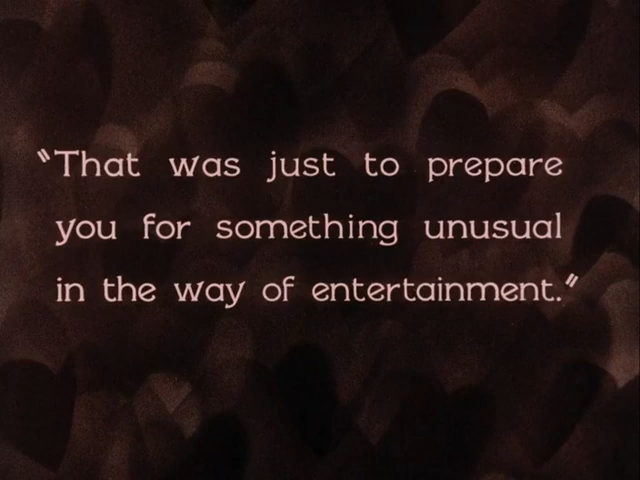 "That was just to prepare
you for something unusual
in the way of entertainment."